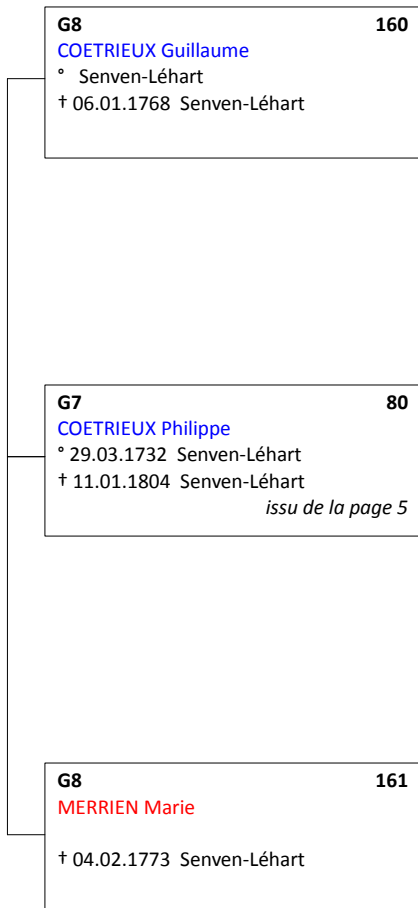 G8 160
COETRIEUX Guillaume
° Senven-Léhart
† 06.01.1768 Senven-Léhart
G7 80
COETRIEUX Philippe
° 29.03.1732 Senven-Léhart
† 11.01.1804 Senven-Léhart
issu de la page 5
G8 161
MERRIEN Marie
† 04.02.1773 Senven-Léhart